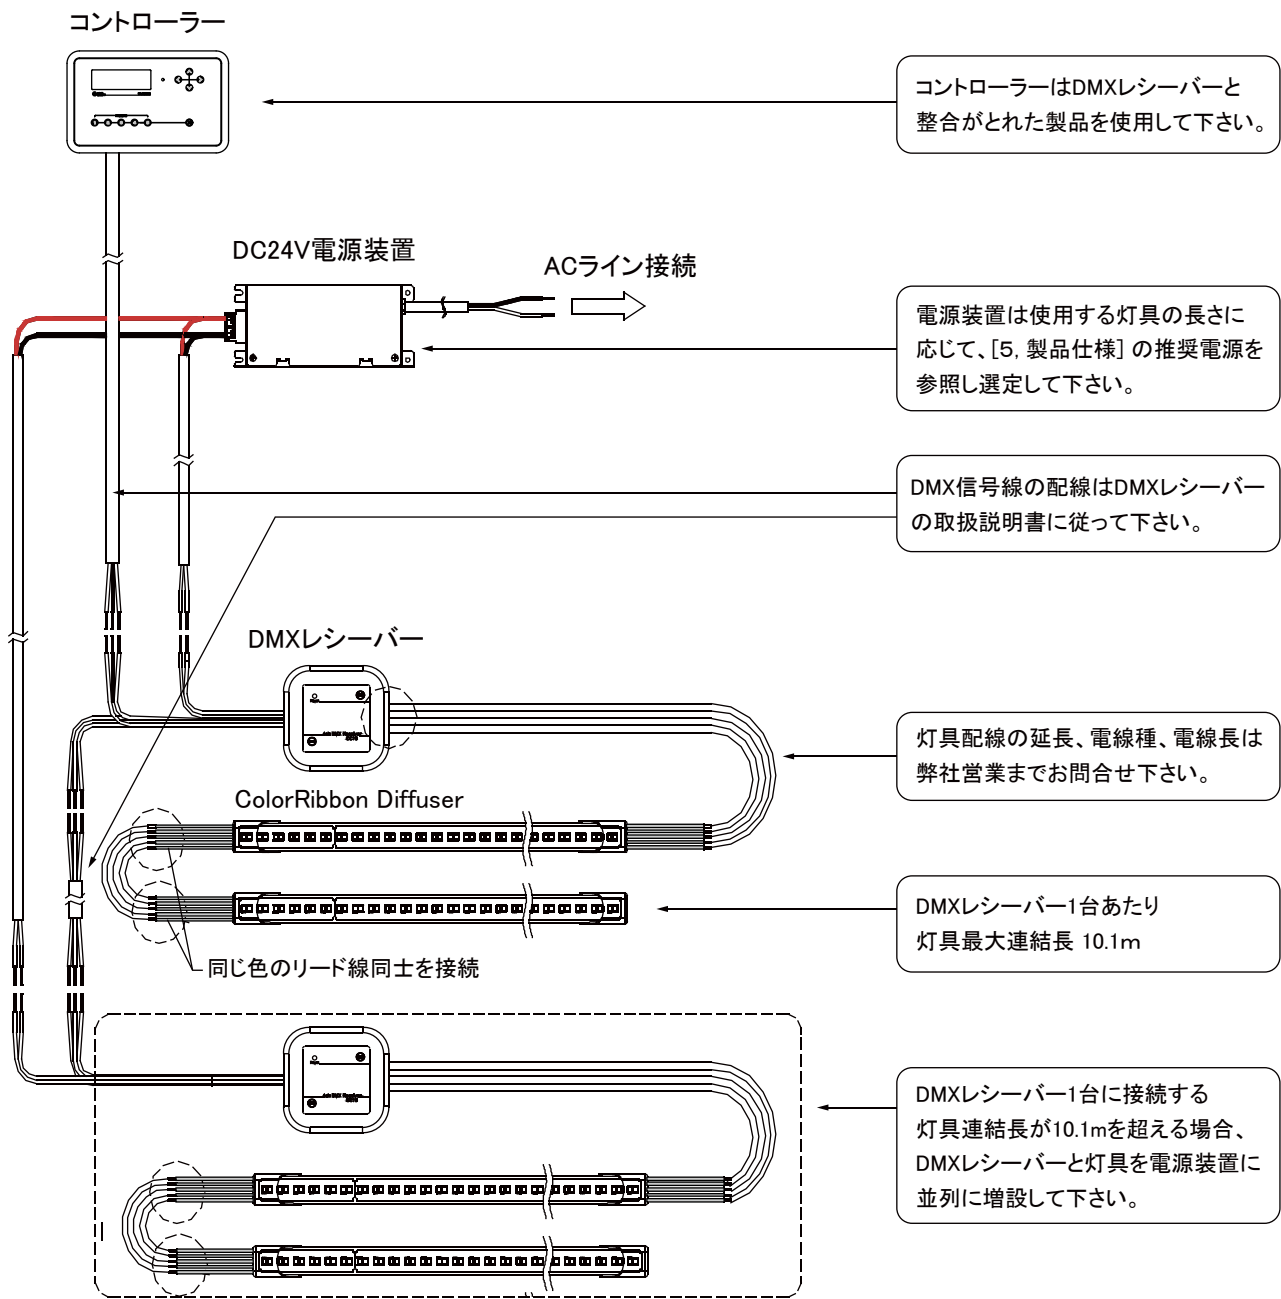 コントローラー
コントローラーはDMXレシーバーと
整合がとれた製品を使用して下さい。
DC24V電源装置
ACライン接続
電源装置は使用する灯具の長さに
応じて、[5, 製品仕様] の推奨電源を
参照し選定して下さい。
DMX信号線の配線はDMXレシーバー
の取扱説明書に従って下さい。
DMXレシーバー
灯具配線の延長、電線種、電線長は
弊社営業までお問合せ下さい。
ColorRibbon Diffuser
DMXレシーバー1台あたり
灯具最大連結長 10.1m
同じ色のリード線同士を接続
DMXレシーバー1台に接続する
灯具連結長が10.1mを超える場合、
DMXレシーバーと灯具を電源装置に
並列に増設して下さい。